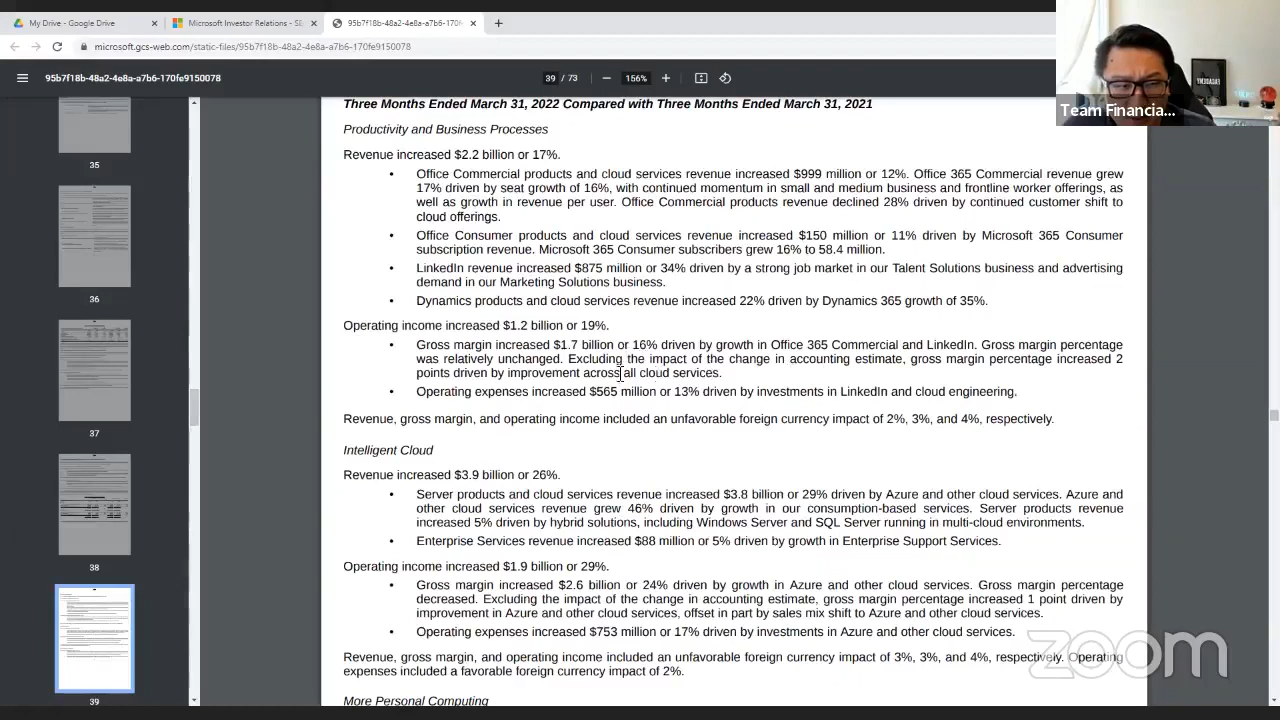 My Drive - Google Drive
Microsoft Investor Relations - SE
95b7f18b-48a2-4e8a-a7b6-170f
microsoft.gcs-web.com/static-files/95b7f18b-48a2-4e8a-a7b6-170fe9150078
95b7f18b-48a2-4e8a-a7b6-170fe9150078
39 / 73
156%
Team Financia...
35
36
37
38
39
Three Months Ended March 31, 2022 Compared with Three Months Ended March 31, 2021
Productivity and Business Processes
Revenue increased $2.2 billion or 17%.
• Office Commercial products and cloud services revenue increased $999 million or 12%. Office 365 Commercial revenue grew
17% driven by seat growth of 16%, with continued momentum in small and medium business and frontline worker offerings, as
well as growth in revenue per user. Office Commercial products revenue declined 28% driven by continued customer shift to
cloud offerings.
• Office Consumer products and cloud services revenue increased $150 million or 11% driven by Microsoft 365 Consumer
subscription revenue. Microsoft 365 Consumer subscribers grew 16% to 58.4 million.
• LinkedIn revenue increased $875 million or 34% driven by a strong job market in our Talent Solutions business and advertising
demand in our Marketing Solutions business.
• Dynamics products and cloud services revenue increased 22% driven by Dynamics 365 growth of 35%.
Operating income increased $1.2 billion or 19%.
• Gross margin increased $1.7 billion or 16% driven by growth in Office 365 Commercial and LinkedIn. Gross margin percentage
was relatively unchanged. Excluding the impact of the change in accounting estimate, gross margin percentage increased 2
points driven by improvement across all cloud services.
• Operating expenses increased $565 million or 13% driven by investments in LinkedIn and cloud engineering.
Revenue, gross margin, and operating income included an unfavorable foreign currency impact of 2%, 3%, and 4%, respectively.
Intelligent Cloud
Revenue increased $3.9 billion or 26%.
• Server products and cloud services revenue increased $3.8 billion or 29% driven by Azure and other cloud services. Azure and
other cloud services revenue grew 46% driven by growth in our consumption-based services. Server products revenue
increased 5% driven by hybrid solutions, including Windows Server and SQL Server running in multi-cloud environments.
• Enterprise Services revenue increased $88 million or 5% driven by growth in Enterprise Support Services.
Operating income increased $1.9 billion or 29%.
• Gross margin increased $2.6 billion or 24% driven by growth in Azure and other cloud services. Gross margin percentage
decreased. Excluding the impact of the change in accounting estimate, gross margin percentage increased 1 point driven by
improvement in Azure and other cloud services, offset in part by sales mix shift to Azure and other cloud services.
• Operating expenses increased $753 million or 17% driven by investments in Azure and other cloud services.
Revenue, gross margin, and operating income included an unfavorable foreign currency impact of 3%, 3%, and 4%, respectively. Operating
expenses included a favorable foreign currency impact of 2%.
More Personal Computing
zoom